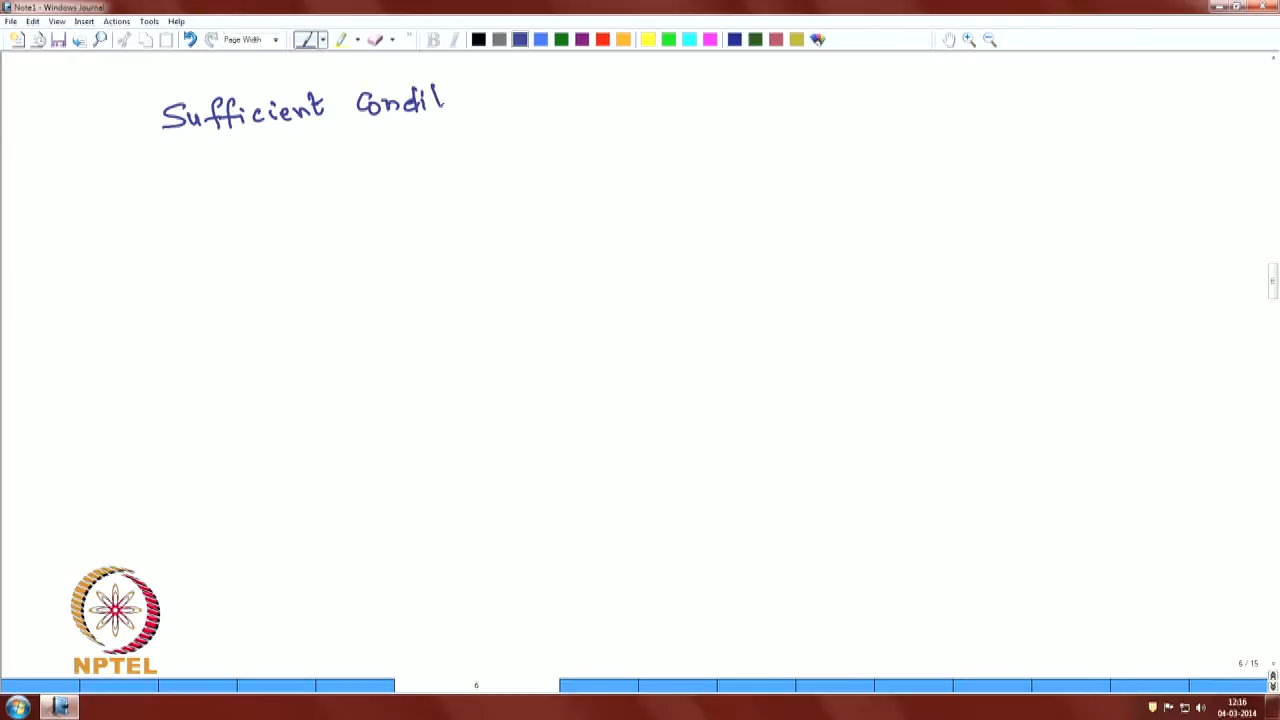 Note1 - Windows Journal
File Edit View Insert Actions Tools Help
Page Width
B I
Sufficient Condit
NPTEL
6 / 15
6
12:16
04-03-2014